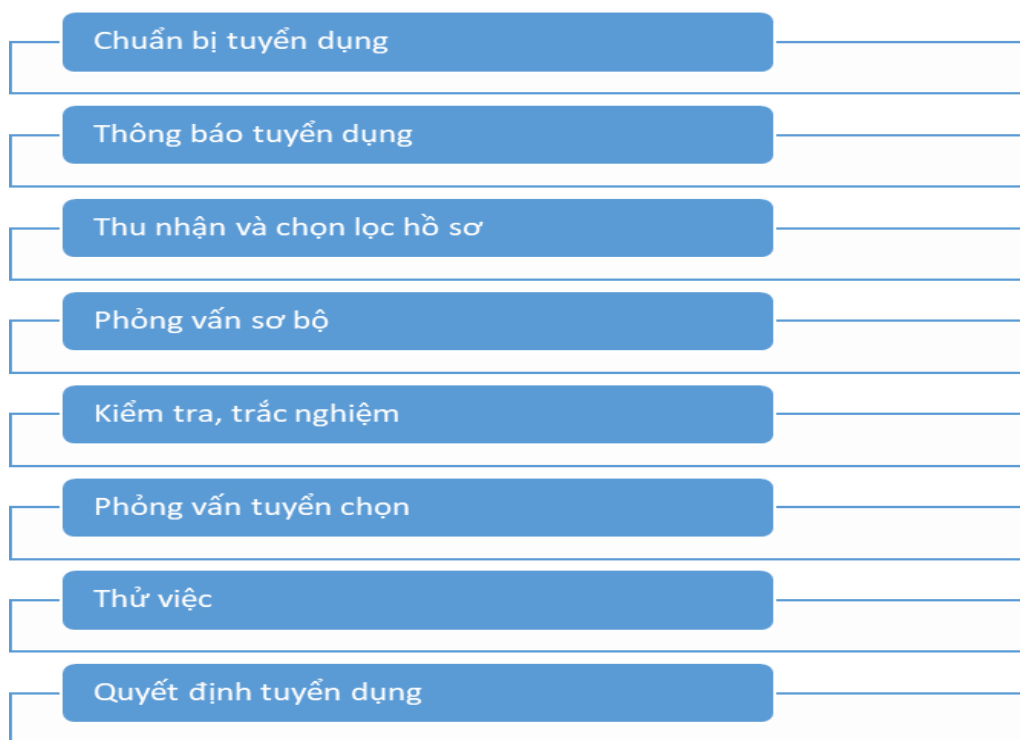 Chuẩn bị tuyển dụng
Thông báo tuyển dụng
Thu nhận và chọn lọc hồ sơ
Phỏng vấn sơ bộ
Kiểm tra, trắc nghiệm
Phỏng vấn tuyển chọn
Thử việc
Quyết định tuyển dụng